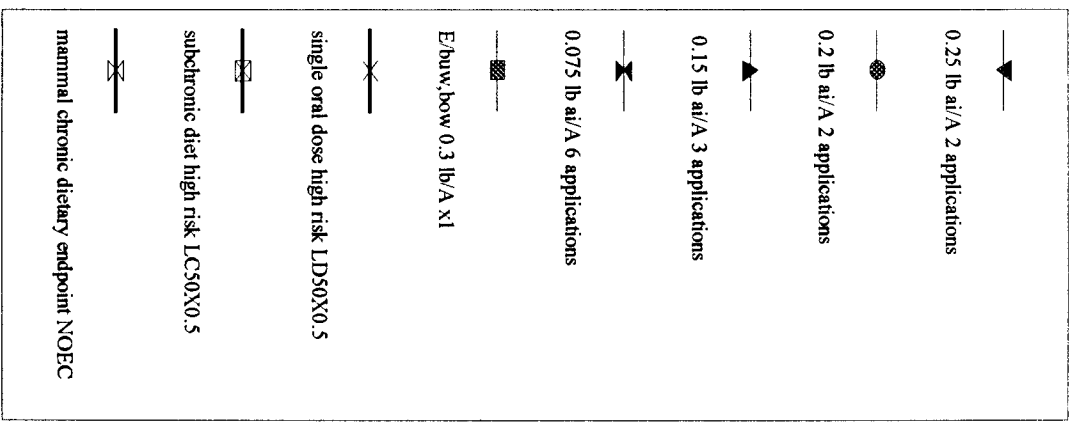 0.25 lb ai/A 2 applications
0.2 lb ai/A 2 applications
0.15 lb ai/A 3 applications
0.075 lb ai/A 6 applications
E/buw,bow 0.3 lb/A x1
single oral dose high risk LD50X0.5
subchronic diet high risk LC50X0.5
mammal chronic dietary endpoint NOEC